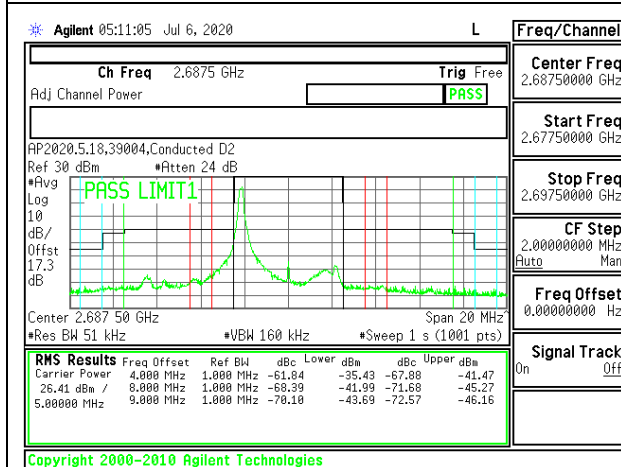 Agilent 05:11:05 Jul 6, 2020 L
Ch Freq 2.6875 GHz Trig Free
Adj Channel Power PASS
AP2020.5.18,39004,Conducted D2
Ref 30 dBm #Atten 24 dB
#Avg
Log
10
dB/
Offst
17.3
dB
PASS LIMIT1
Center 2.687 50 GHz Span 20 MHz
#Res BW 51 kHz #VBW 160 kHz #Sweep 1 s (1001 pts)
RMS Results Freq Offset Ref BW dBc Lower dBm dBc Upper dBm
Carrier Power 4.000 MHz 1.000 MHz -61.84 -35.43 -67.88 -41.47
26.41 dBm / 8.000 MHz 1.000 MHz -68.39 -41.99 -71.68 -45.27
5.00000 MHz 9.000 MHz 1.000 MHz -70.10 -43.69 -72.57 -46.16
Copyright 2000-2010 Agilent Technologies
Freq/Channel
Center Freq
2.68750000 GHz
Start Freq
2.67750000 GHz
Stop Freq
2.69750000 GHz
CF Step
2.00000000 MHz
Auto Man
Freq Offset
0.00000000 Hz
Signal Track
On Off